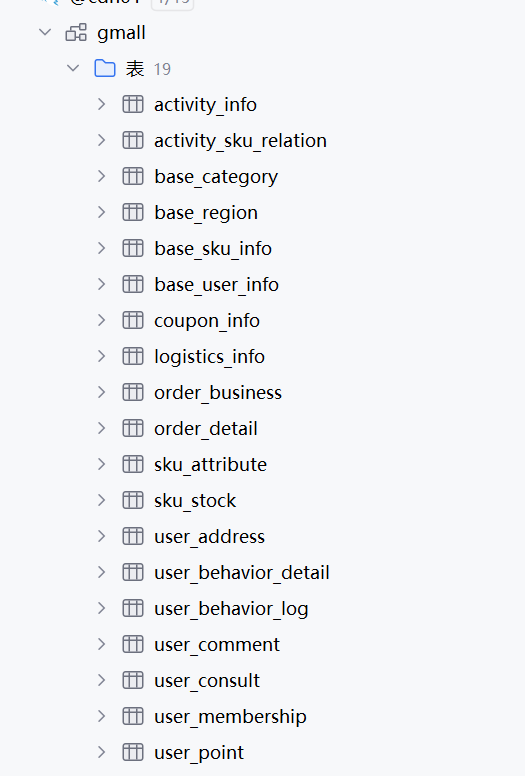 gmall
表 19
activity_info
activity_sku_relation
base_category
base_region
base_sku_info
base_user_info
coupon_info
logistics_info
order_business
order_detail
sku_attribute
sku_stock
user_address
user_behavior_detail
user_behavior_log
user_comment
user_consult
user_membership
user_point